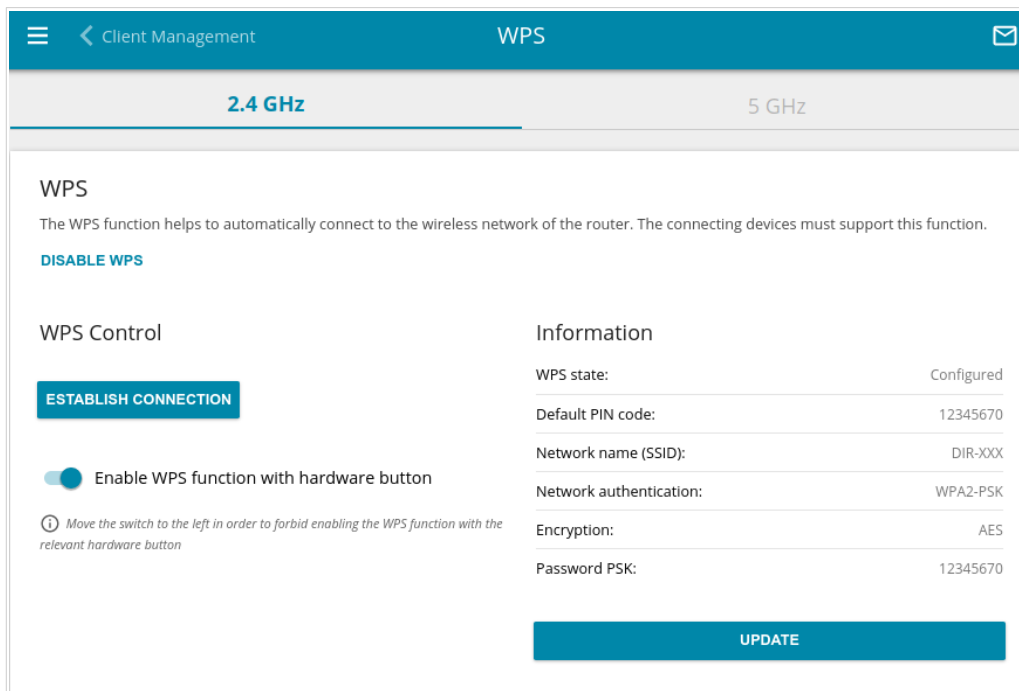 Client Management
WPS
2.4 GHz
5 GHz
WPS
The WPS function helps to automatically connect to the wireless network of the router. The connecting devices must support this function.
DISABLE WPS
WPS Control
ESTABLISH CONNECTION
Enable WPS function with hardware button
Move the switch to the left in order to forbid enabling the WPS function with the
relevant hardware button
Information
WPS state: Configured
Default PIN code: 12345670
Network name (SSID): DIR-XXX
Network authentication: WPA2-PSK
Encryption: AES
Password PSK: 12345670
UPDATE